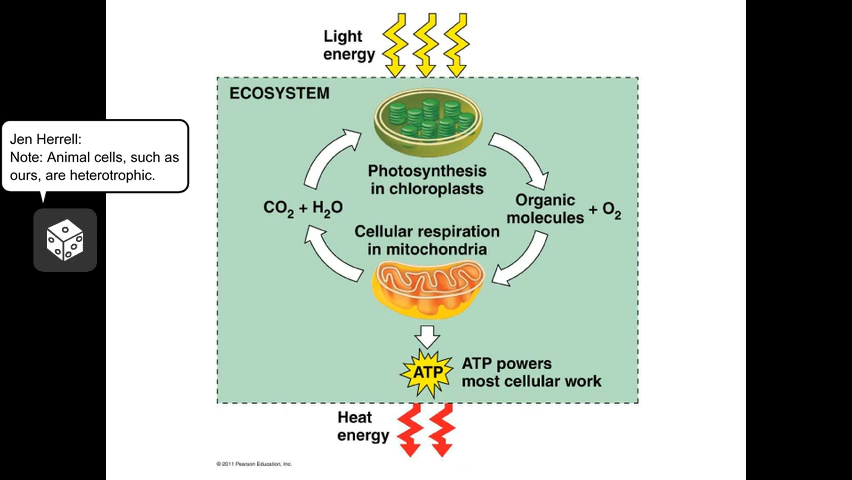 Light
energy
ECOSYSTEM
Jen Herrell:
Note: Animal cells, such as
ours, are heterotrophic.
Photosynthesis
in chloroplasts
CO₂ + H₂O
Organic
molecules + O₂
Cellular respiration
in mitochondria
ATP
ATP powers
most cellular work
Heat
energy
© 2011 Pearson Education, Inc.